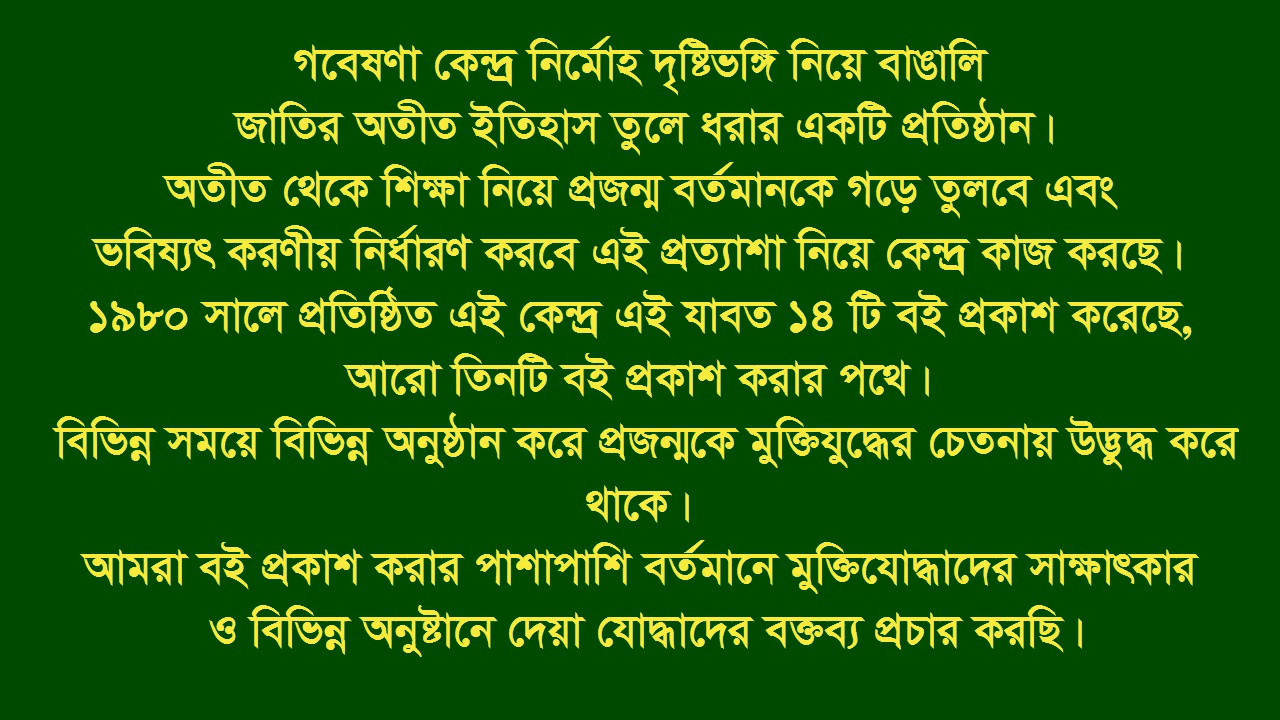 গবেষণা কেন্দ্র নির্মোহ দৃষ্টিভঙ্গি নিয়ে বাঙালি
জাতির অতীত ইতিহাস তুলে ধরার একটি প্রতিষ্ঠান।
অতীত থেকে শিক্ষা নিয়ে প্রজন্ম বর্তমানকে গড়ে তুলবে এবং
ভবিষ্যৎ করণীয় নির্ধারণ করবে এই প্রত্যাশা নিয়ে কেন্দ্র কাজ করছে।
১৯৮০ সালে প্রতিষ্ঠিত এই কেন্দ্র এই যাবত ১৪ টি বই প্রকাশ করেছে,
আরো তিনটি বই প্রকাশ করার পথে।
বিভিন্ন সময়ে বিভিন্ন অনুষ্ঠান করে প্রজন্মকে মুক্তিযুদ্ধের চেতনায় উদ্ভুদ্ধ করে
থাকে।
আমরা বই প্রকাশ করার পাশাপাশি বর্তমানে মুক্তিযোদ্ধাদের সাক্ষাৎকার
ও বিভিন্ন অনুষ্টানে দেয়া যোদ্ধাদের বক্তব্য প্রচার করছি।